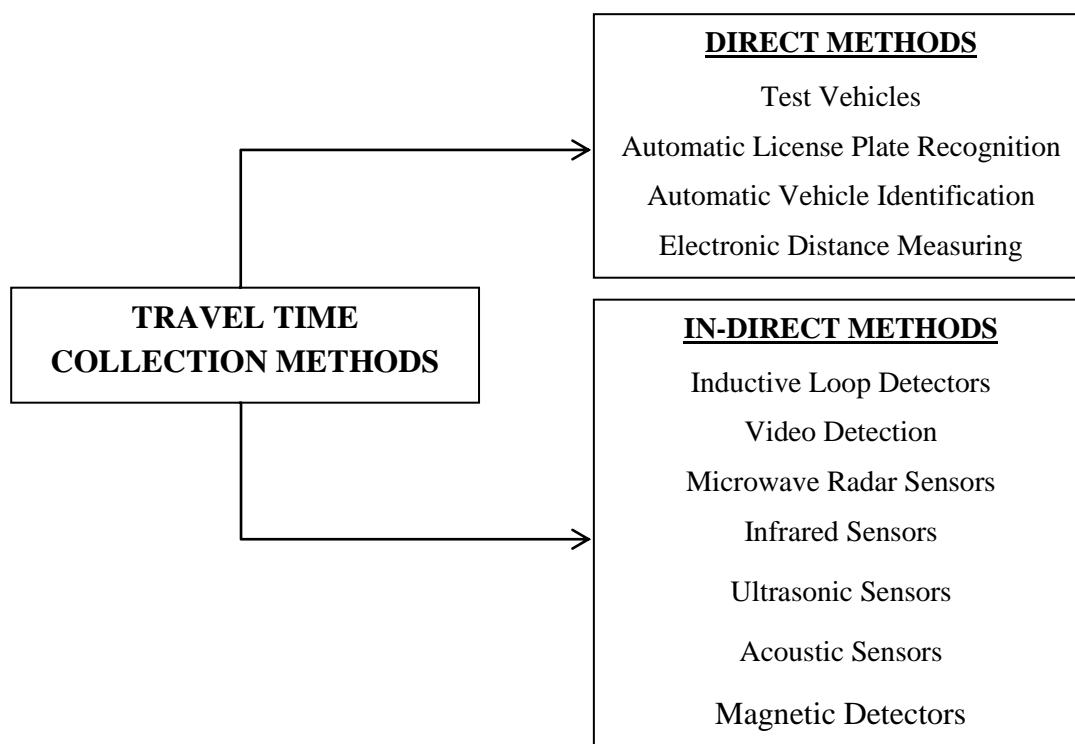 TRAVEL TIME
COLLECTION METHODS
DIRECT METHODS
Test Vehicles
Automatic License Plate Recognition
Automatic Vehicle Identification
Electronic Distance Measuring
IN-DIRECT METHODS
Inductive Loop Detectors
Video Detection
Microwave Radar Sensors
Infrared Sensors
Ultrasonic Sensors
Acoustic Sensors
Magnetic Detectors